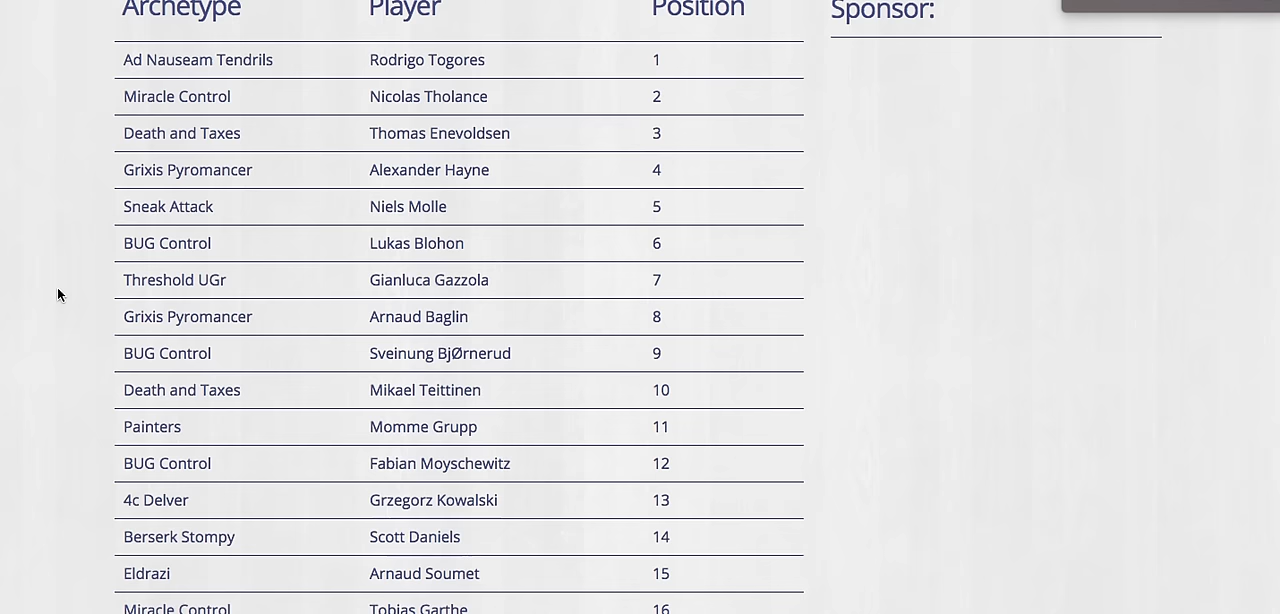 Archetype Player Position
Sponsor:
Ad Nauseam Tendrils Rodrigo Togores 1
Miracle Control Nicolas Tholance 2
Death and Taxes Thomas Enevoldsen 3
Grixis Pyromancer Alexander Hayne 4
Sneak Attack Niels Molle 5
BUG Control Lukas Blohon 6
Threshold UGr Gianluca Gazzola 7
Grixis Pyromancer Arnaud Baglin 8
BUG Control Sveinung BjØrnerud 9
Death and Taxes Mikael Teittinen 10
Painters Momme Grupp 11
BUG Control Fabian Moyschewitz 12
4c Delver Grzegorz Kowalski 13
Berserk Stompy Scott Daniels 14
Eldrazi Arnaud Soumet 15
Miracle Control Tobias Garthe 16